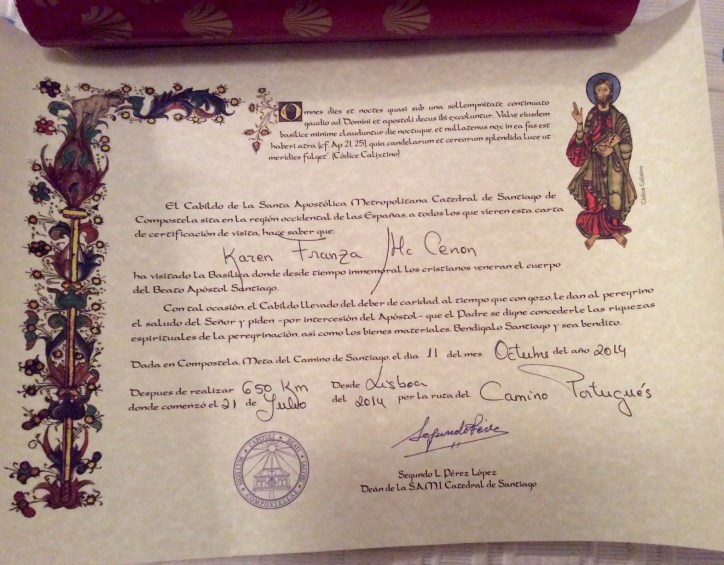 Omnes dies et noctes quasi sub una sollempnitate continuato
gaudio ad Domini et apostoli decus ibi excoluntur. Valve eiusdem
basilice minime clauduntur die noctuque, et nullatenus nox in ea fas est
haberi atra [cf. Ap 21, 25], quia candelarum et cereorum splendida luce ut
meridies fulget. (Códice Calixtino)
Códice Calixtino
El Cabildo de la Santa Apostólica Metropolitana Catedral de Santiago de
Compostela sita en la región occidental de las Españas, a todos los que vieren esta carta
de certificación de visita, hace saber que:
Karen Franza Mc Cenon
ha visitado la Basílica donde desde tiempo inmemoral los cristianos veneran el cuerpo
del Beato Apóstol Santiago.
Con tal ocasión, el Cabildo llevado del deber de caridad, al tiempo que con gozo, le dan al peregrino
el saludo del Señor y piden -por intercesión del Apóstol- que el Padre se digne concederle las riquezas
espirituales de la peregrinación, así como los bienes materiales. Bendígalo Santiago y sea bendito.
Dada en Compostela, Meta del Camino de Santiago, el día 11 del mes Octubre del año 2014
Despues de realizar 650 Km Desde Lisboa
donde comenzó el 21 de Julio del 2014 por la ruta del Camino Portugués
Segundo L. Pérez López
Deán de la S.A.M.I. Catedral de Santiago